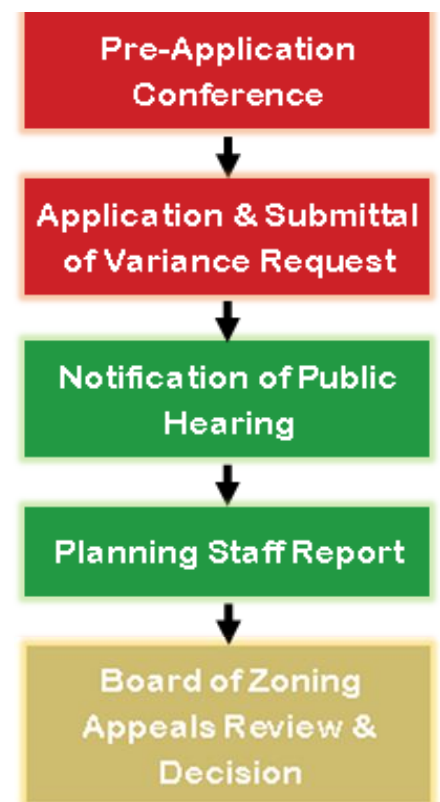 Pre-Application
Conference
Application & Submittal
of Variance Request
Notification of Public
Hearing
Planning Staff Report
Board of Zoning
Appeals Review &
Decision